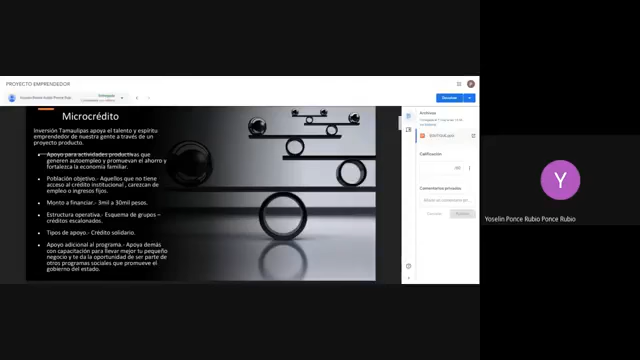 PROYECTO EMPRENDEDOR
Microcrédito
Inversión Tamaulipas apoya el talento y espíritu
emprendedor de nuestra gente a través de un
proyecto producto.
Apoyo para actividades productivas que
generen autoempleo y promuevan el ahorro y
fortalezca la economía familiar.
Población objetivo.- Aquellos que no tiene
acceso al crédito institucional, carezcan de
empleo o ingresos fijos.
Monto a financiar.- 3mil a 30mil pesos.
Estructura operativa.- Esquema de grupos –
créditos escalonados.
Tipos de apoyo.- Crédito solidario.
Apoyo adicional al programa.- Apoya demás
con capacitación para llevar mejor tu pequeño
negocio y te da la oportunidad de ser parte de
otros programas sociales que promueve el
gobierno del estado.
Archivos
Calificación
Comentarios privados
Y
Yoselin Ponce Rubio Ponce Rubio